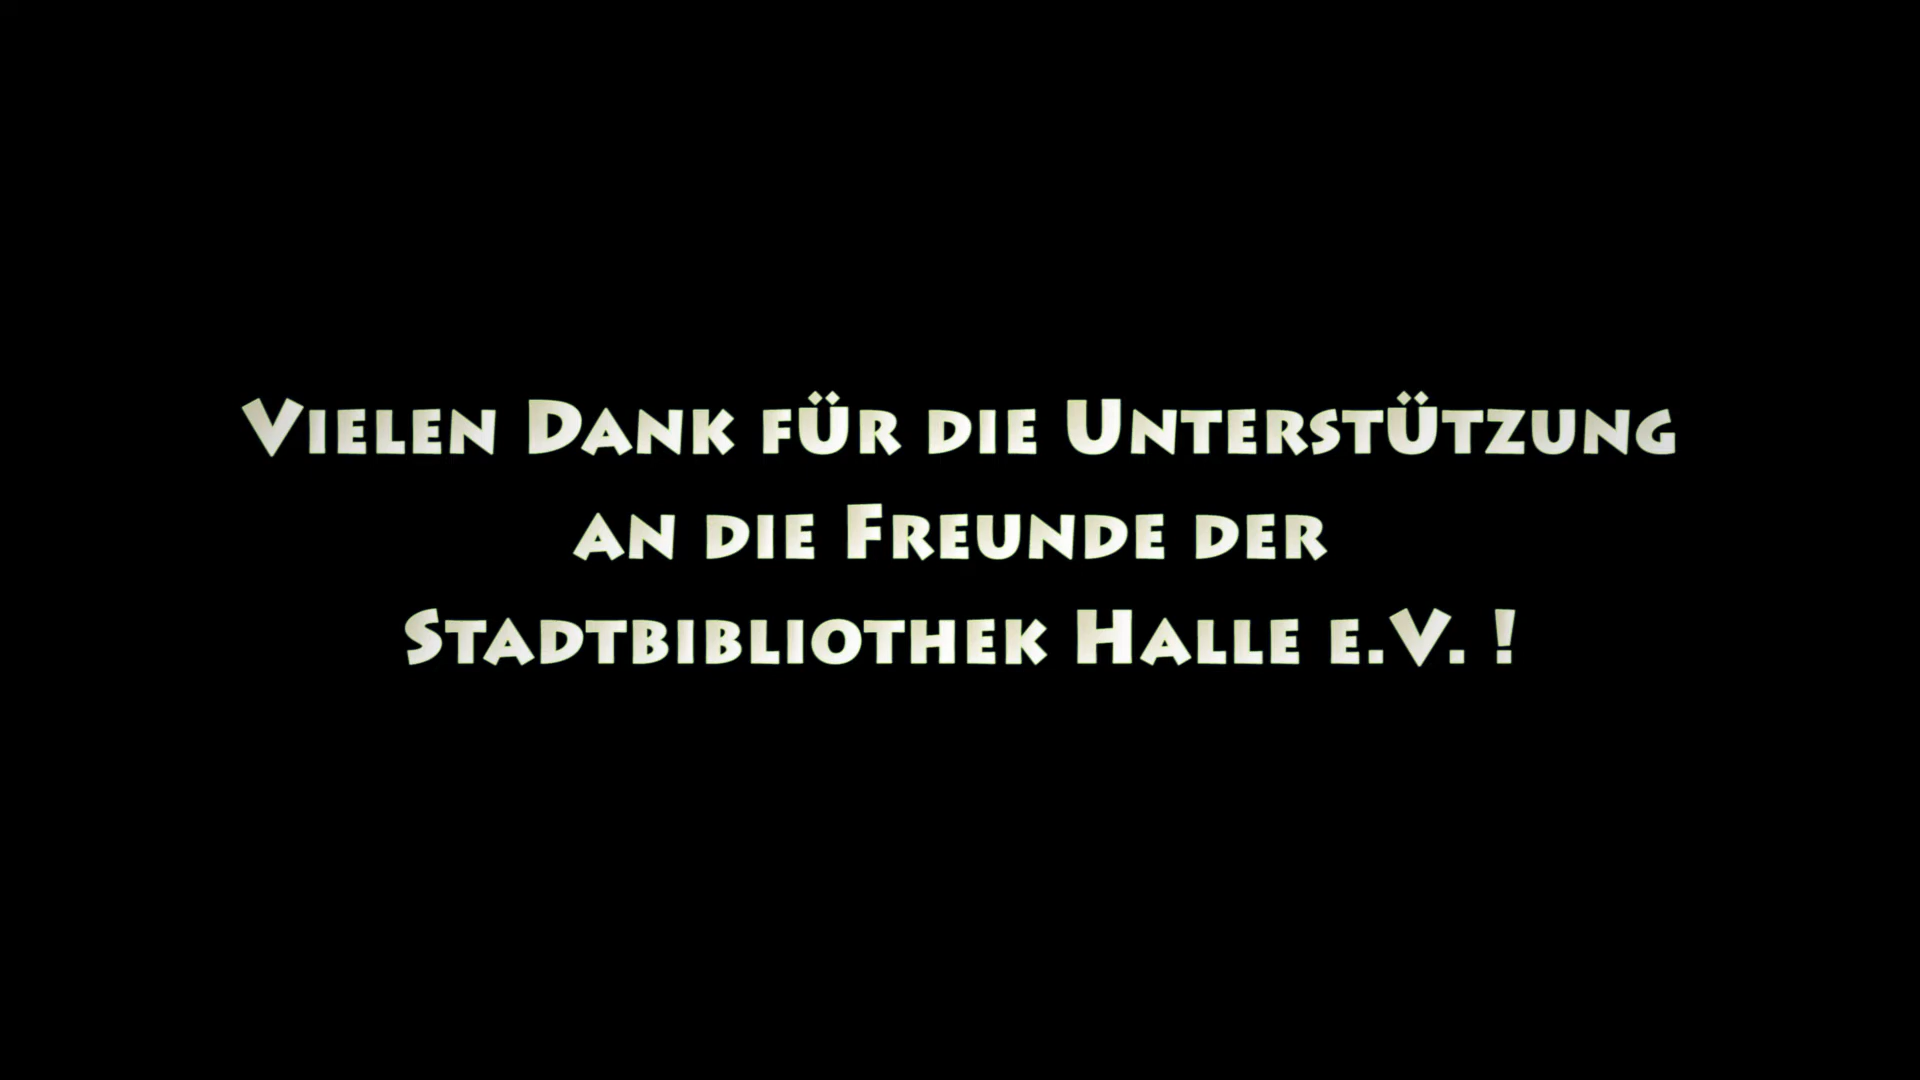 Vielen Dank für die Unterstützung
an die Freunde der
Stadtbibliothek Halle e.V. !